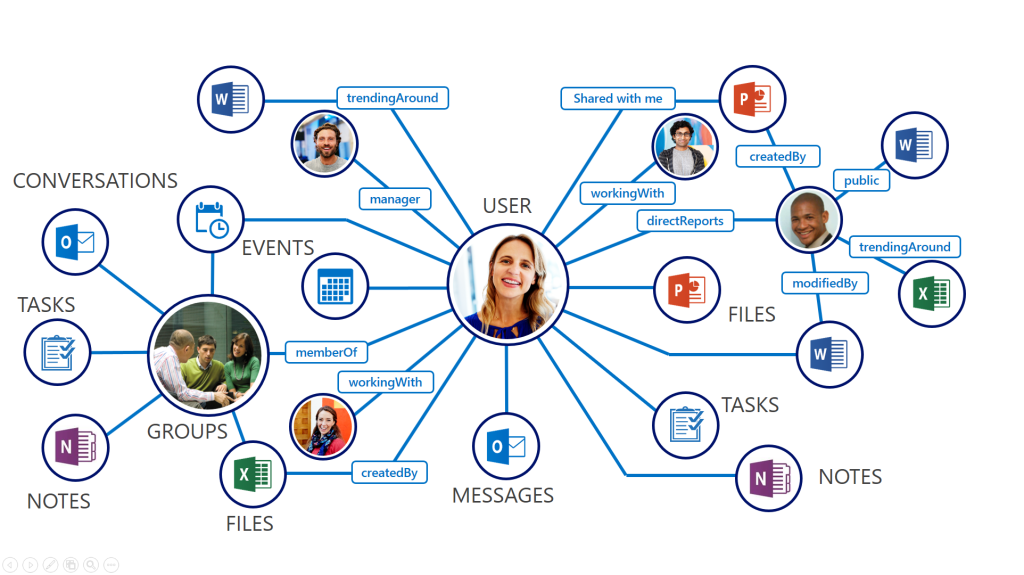 W
trendingAround
Shared with me
P
W
createdBy
public
CONVERSATIONS
manager
workingWith
USER
directReports
O
EVENTS
trendingAround
modifiedBy
X
TASKS
P
FILES
memberOf
W
workingWith
TASKS
GROUPS
N
X
createdBy
O
N
NOTES
NOTES
MESSAGES
FILES